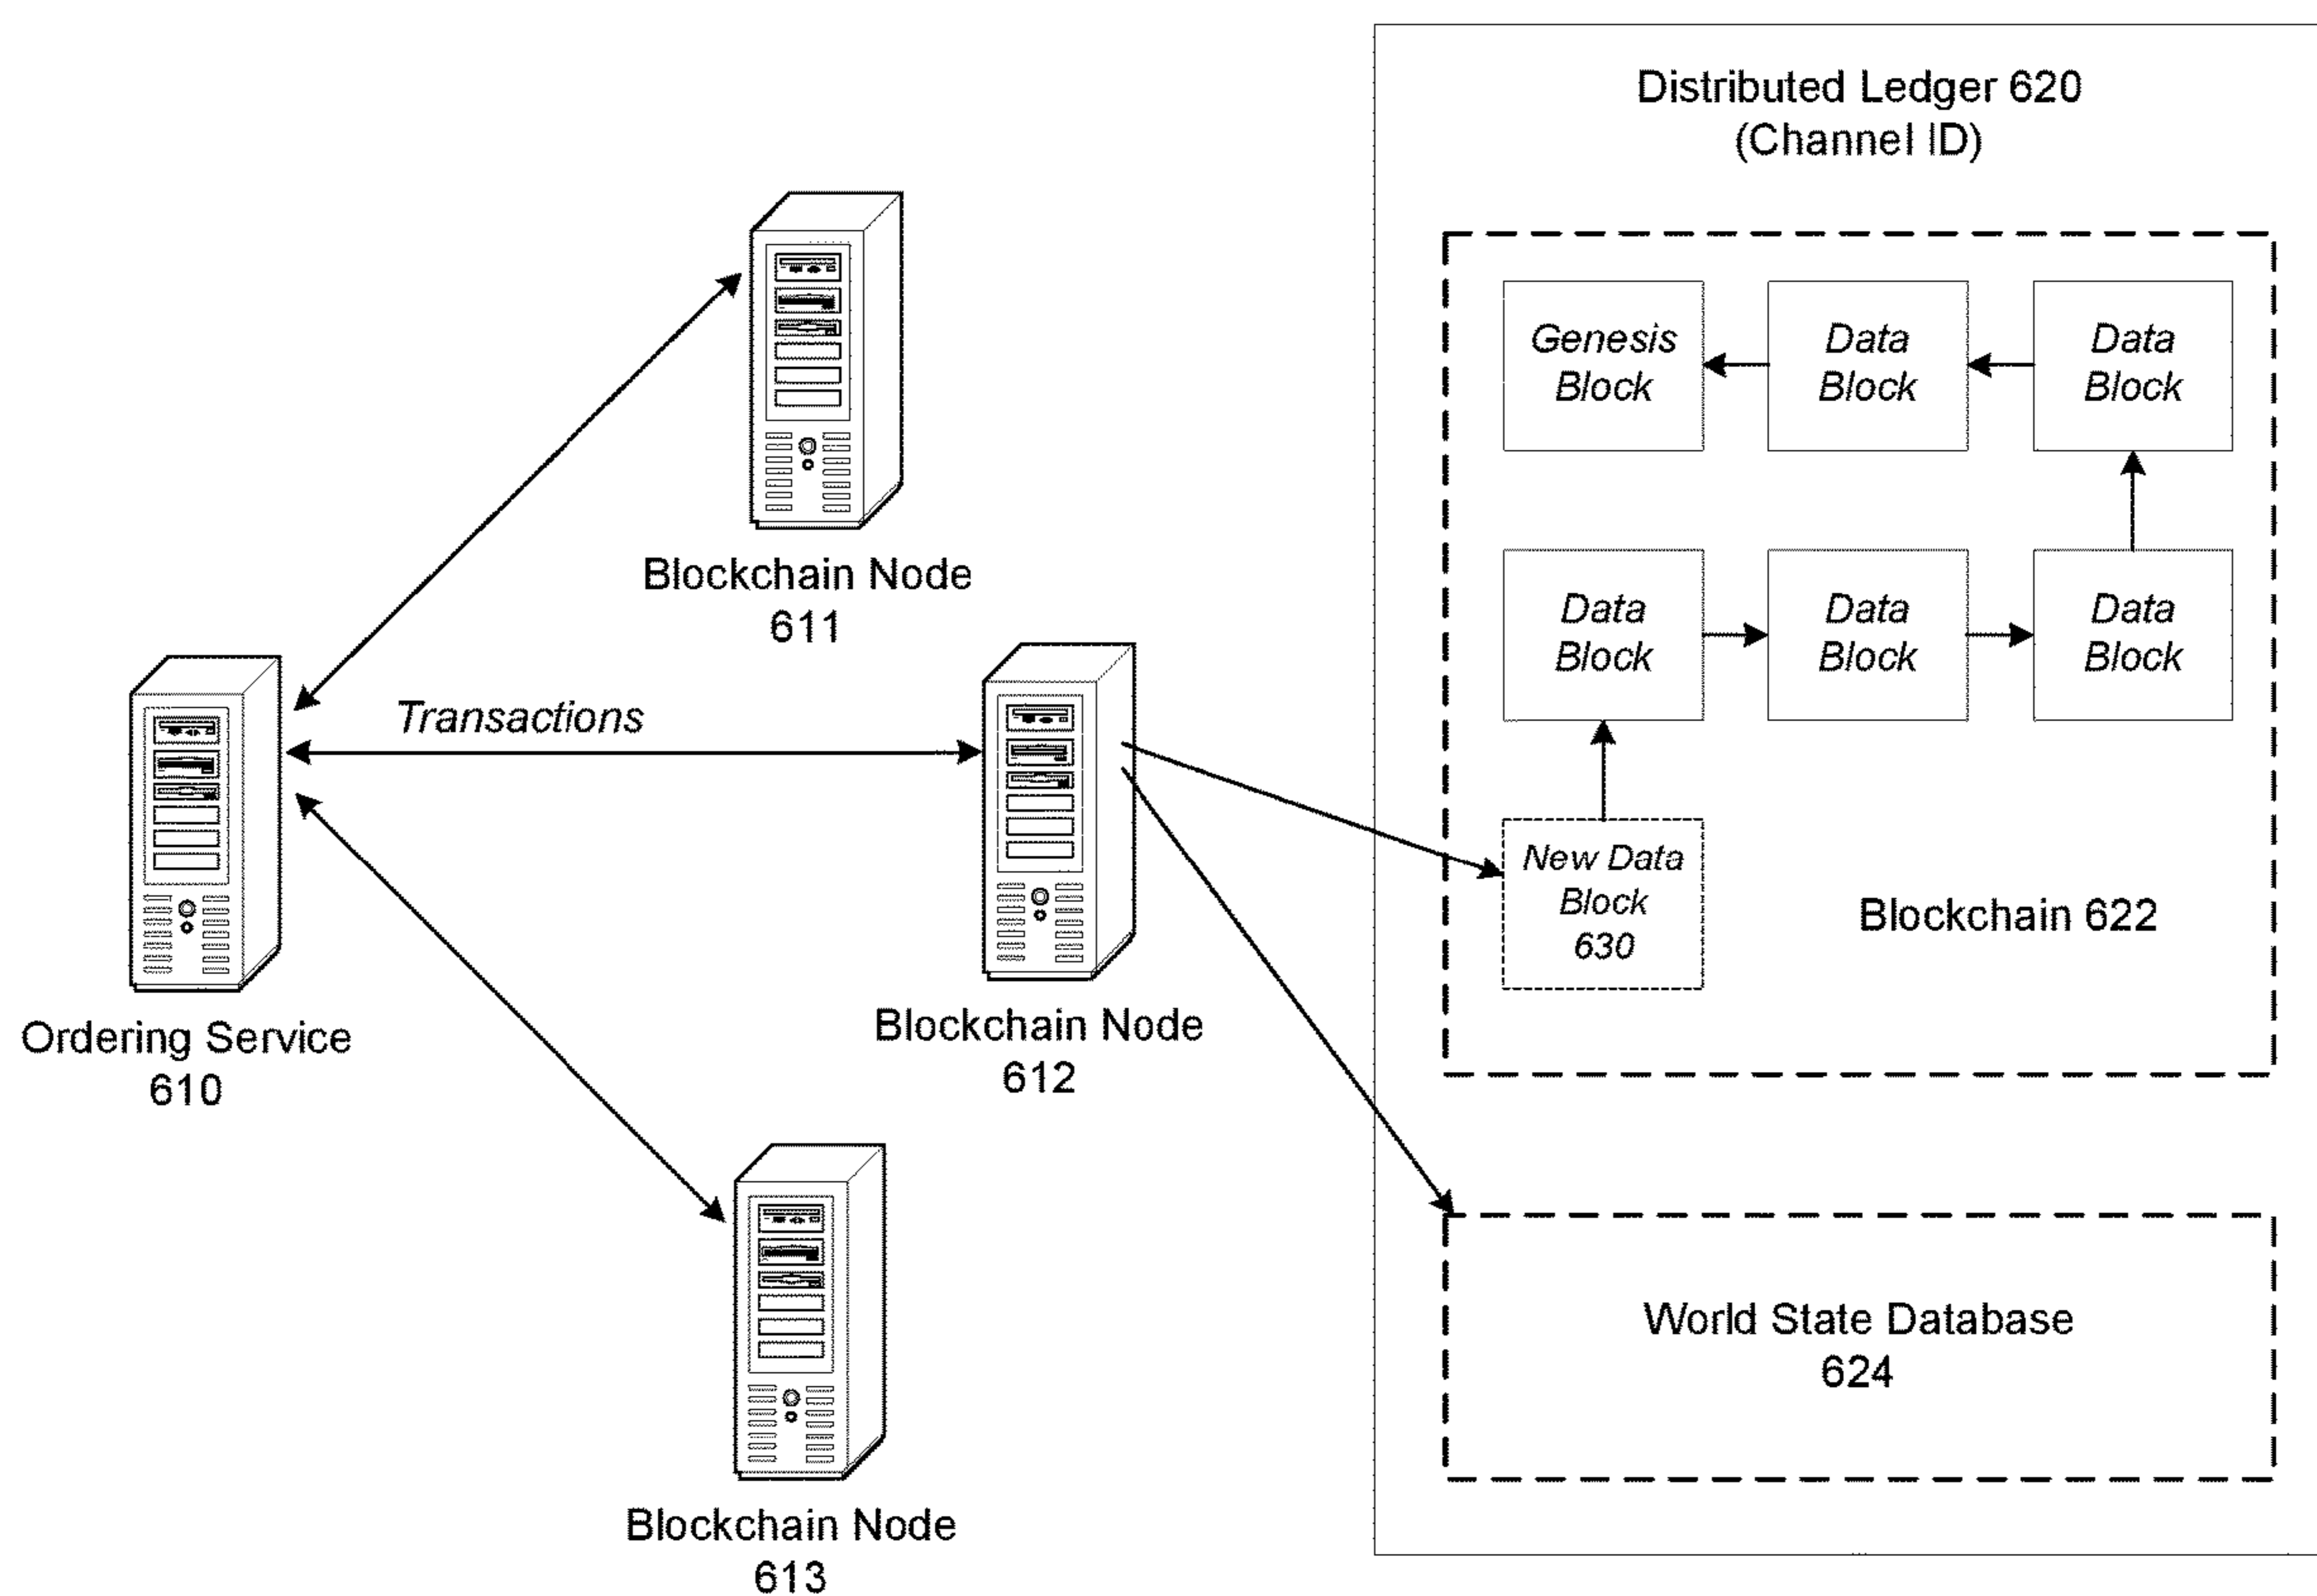 Distributed Ledger 620
(Channel ID)
Genesis
Block
Data
Block
Data
Block
Blockchain Node
611
Data
Block
Data
Block
Data
Block
Transactions
New Data
Block
630
Blockchain 622
Ordering Service
610
Blockchain Node
612
World State Database
624
Blockchain Node
613